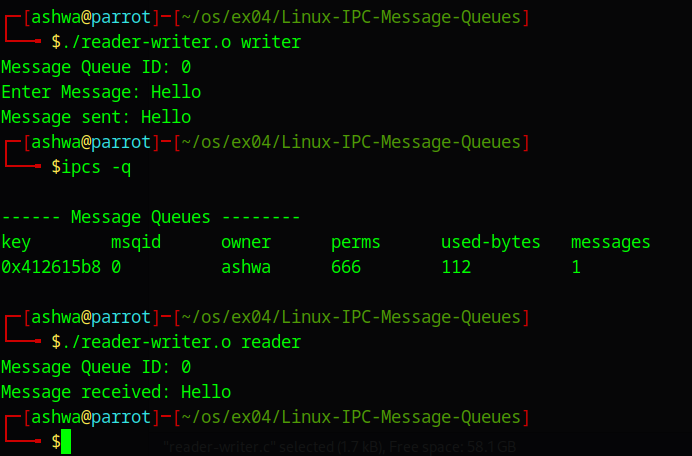 ┌─[ashwa@parrot]─[~/os/ex04/Linux-IPC-Message-Queues]
└──╼ $./reader-writer.o writer
Message Queue ID: 0
Enter Message: Hello
Message sent: Hello
┌─[ashwa@parrot]─[~/os/ex04/Linux-IPC-Message-Queues]
└──╼ $ipcs -q
------ Message Queues --------
key        msqid      owner      perms      used-bytes   messages
0x412615b8 0          ashwa      666        112          1
┌─[ashwa@parrot]─[~/os/ex04/Linux-IPC-Message-Queues]
└──╼ $./reader-writer.o reader
Message Queue ID: 0
Message received: Hello
┌─[ashwa@parrot]─[~/os/ex04/Linux-IPC-Message-Queues]
└──╼ $
"reader-writer.c" selected (1.7 kB), Free space: 58.1 GB